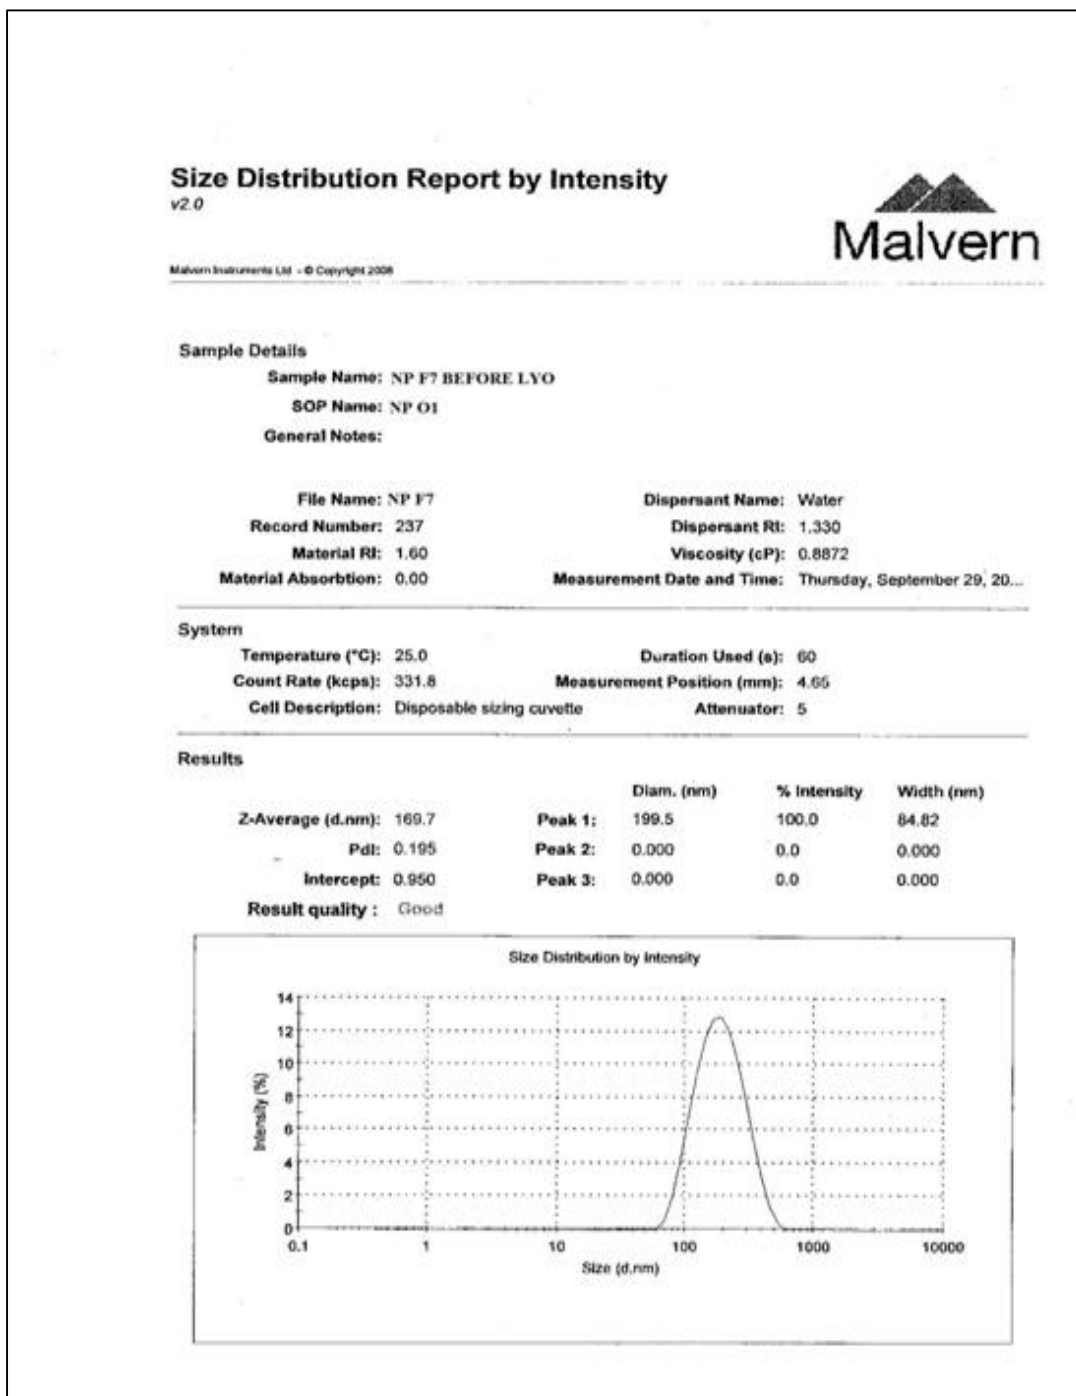 Size Distribution Report by Intensity
v2.0
Malvern
Malvern Instruments Ltd - © Copyright 2008
Sample Details
Sample Name: NP F7 BEFORE LYO
SOP Name: NP O1
General Notes:
File Name: NP F7 Dispersant Name: Water
Record Number: 237 Dispersant RI: 1.330
Material RI: 1.60 Viscosity (cP): 0.8872
Material Absorbtion: 0.00 Measurement Date and Time: Thursday, September 29, 20...
System
Temperature (°C): 25.0 Duration Used (s): 60
Count Rate (kcps): 331.8 Measurement Position (mm): 4.65
Cell Description: Disposable sizing cuvette Attenuator: 5
Results
Diam. (nm) % Intensity Width (nm)
Z-Average (d.nm): 169.7 Peak 1: 199.5 100.0 84.82
PdI: 0.195 Peak 2: 0.000 0.0 0.000
Intercept: 0.950 Peak 3: 0.000 0.0 0.000
Result quality : Good
Size Distribution by Intensity
Intensity (%)
14
12
10
8
6
4
2
0
0.1 1 10 100 1000 10000
Size (d.nm)